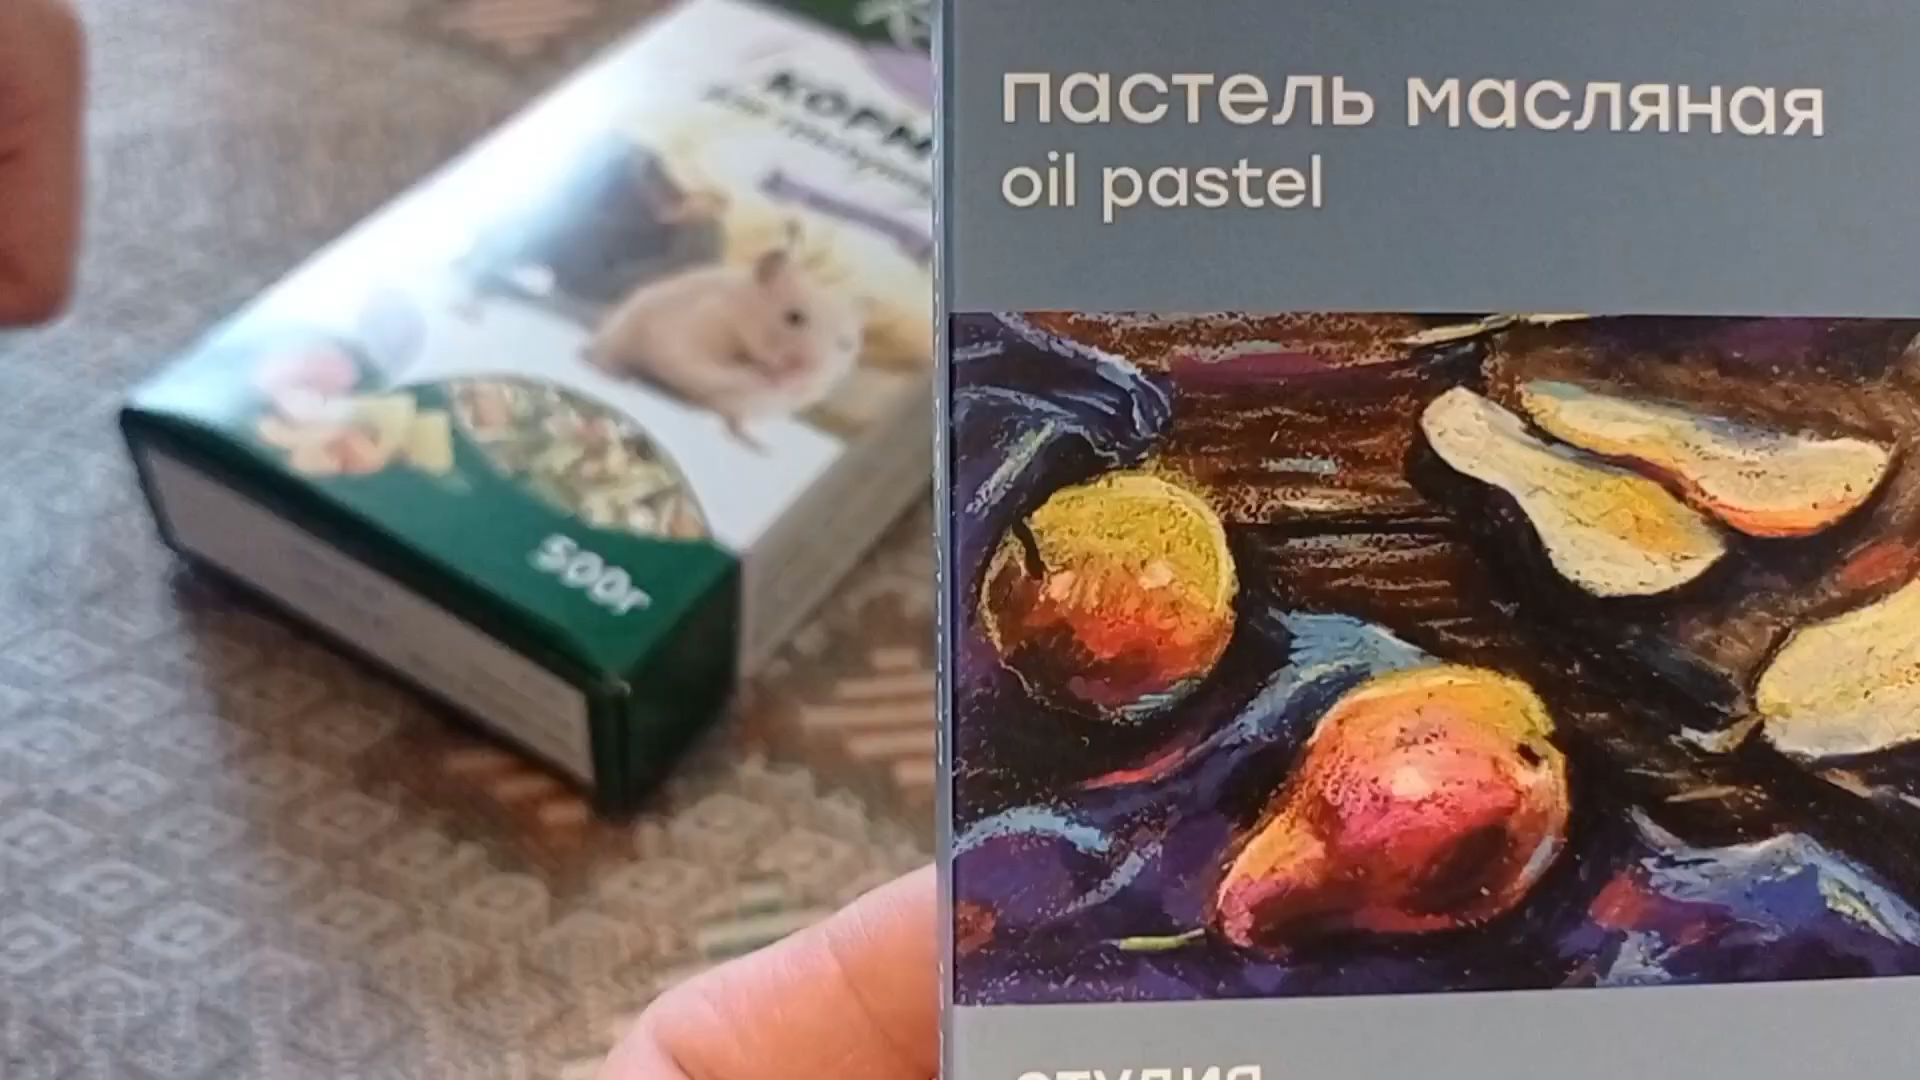 КОРМ
500г
пастель масляная
oil pastel
студия